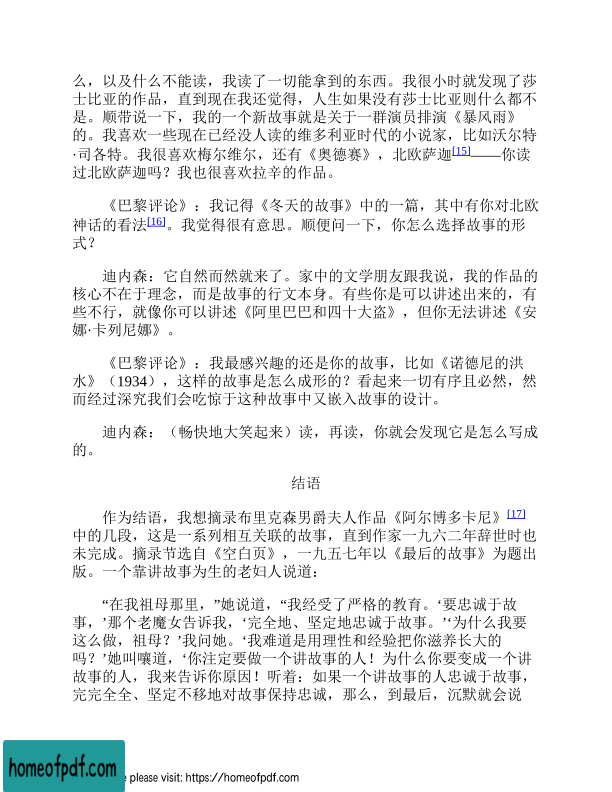 么，以及什么不能读，我读了一切能拿到的东西。我很小时就发现了莎
士比亚的作品，直到现在我还觉得，人生如果没有莎士比亚则什么都不
是。顺带说一下，我的一个新故事就是关于一群演员排演《暴风雨》
的。我喜欢一些现在已经没人读的维多利亚时代的小说家，比如沃尔特
·司各特。我很喜欢梅尔维尔，还有《奥德赛》，北欧萨迦[15]——你读
过北欧萨迦吗？我也很喜欢拉辛的作品。
《巴黎评论》：我记得《冬天的故事》中的一篇，其中有你对北欧
神话的看法[16]。我觉得很有意思。顺便问一下，你怎么选择故事的形
式？
迪内森：它自然而然就来了。家中的文学朋友跟我说，我的作品的
核心不在于理念，而是故事的行文本身。有些你是可以讲述出来的，有
些不行，就像你可以讲述《阿里巴巴和四十大盗》，但你无法讲述《安
娜·卡列尼娜》。
《巴黎评论》：我最感兴趣的还是你的故事，比如《诺德尼的洪
水》（1934），这样的故事是怎么成形的？看起来一切有序且必然，然
而经过深究我们会吃惊于这种故事中又嵌入故事的设计。
迪内森：（畅快地大笑起来）读，再读，你就会发现它是怎么写成
的。
结语
作为结语，我想摘录布里克森男爵夫人作品《阿尔博多卡尼》[17]
中的几段，这是一系列相互关联的故事，直到作家一九六二年辞世时也
未完成。摘录节选自《空白页》，一九五七年以《最后的故事》为题出
版。一个靠讲故事为生的老妇人说道：
“在我祖母那里，”她说道，“我经受了严格的教育。‘要忠诚于故
事，’那个老魔女告诉我，‘完全地、坚定地忠诚于故事。’‘为什么我要
这么做，祖母？’我问她。‘我难道是用理性和经验把你滋养长大的
吗？’她叫嚷道，‘你注定要做一个讲故事的人！为什么你要变成一个讲
故事的人，我来告诉你原因！听着：如果一个讲故事的人忠诚于故事，
完完全全、坚定不移地对故事保持忠诚，那么，到最后，沉默就会说
homeofpdf.com
e please visit: https://homeofpdf.com